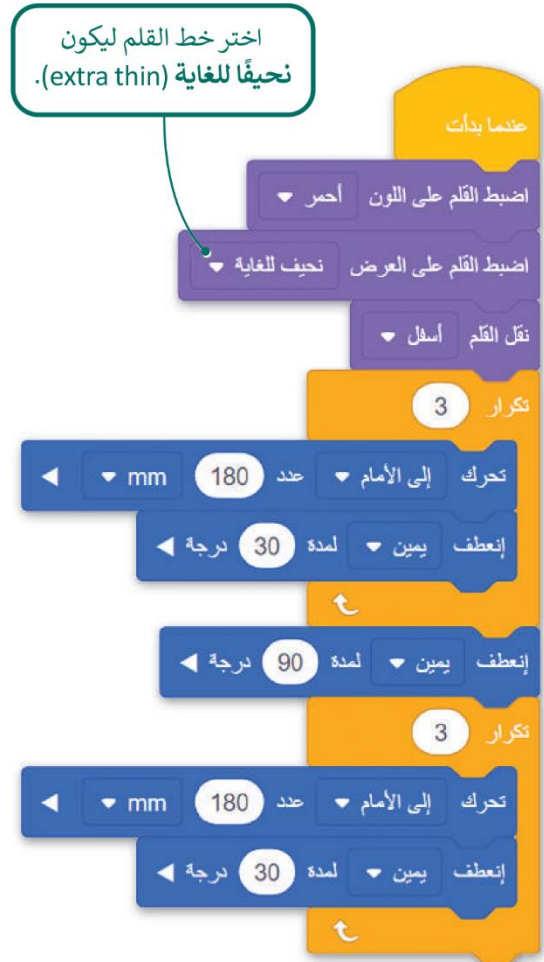 اختر خط القلم ليكون
نحيفًا للغاية (extra thin).
عندما بدأت
اضبط القلم على اللون أحمر
اضبط القلم على العرض نحيف للغاية
نقل القلم أسفل
تكرار 3
تحرك إلى الأمام عدد 180 mm
إنعطف يمين لمدة 30 درجة
إنعطف يمين لمدة 90 درجة
تكرار 3
تحرك إلى الأمام عدد 180 mm
إنعطف يمين لمدة 30 درجة